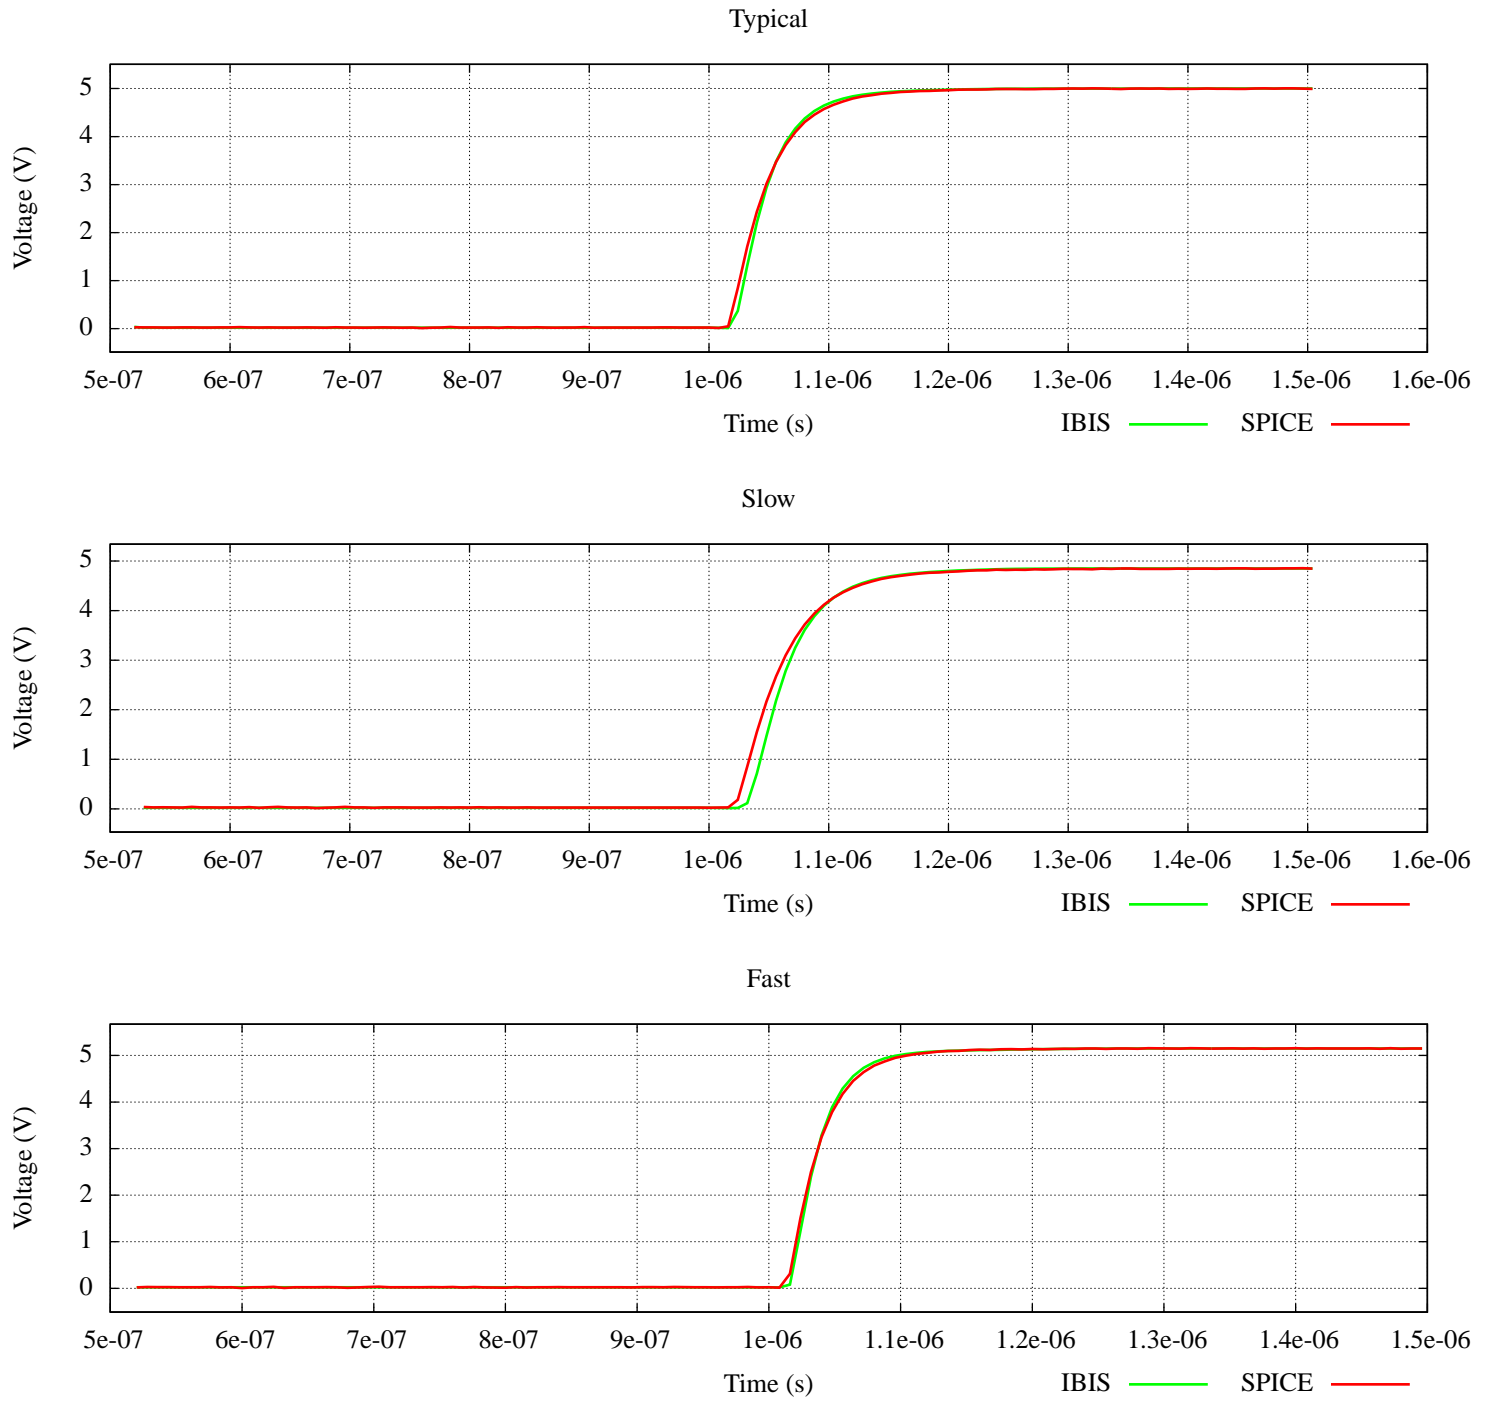 Typical
5
4
3
2
1
0
Voltage (V)
5e-07 6e-07 7e-07 8e-07 9e-07 1e-06 1.1e-06 1.2e-06 1.3e-06 1.4e-06 1.5e-06 1.6e-06
Time (s)
IBIS SPICE
Slow
5
4
3
2
1
0
Voltage (V)
5e-07 6e-07 7e-07 8e-07 9e-07 1e-06 1.1e-06 1.2e-06 1.3e-06 1.4e-06 1.5e-06 1.6e-06
Time (s)
IBIS SPICE
Fast
5
4
3
2
1
0
Voltage (V)
5e-07 6e-07 7e-07 8e-07 9e-07 1e-06 1.1e-06 1.2e-06 1.3e-06 1.4e-06 1.5e-06
Time (s)
IBIS SPICE